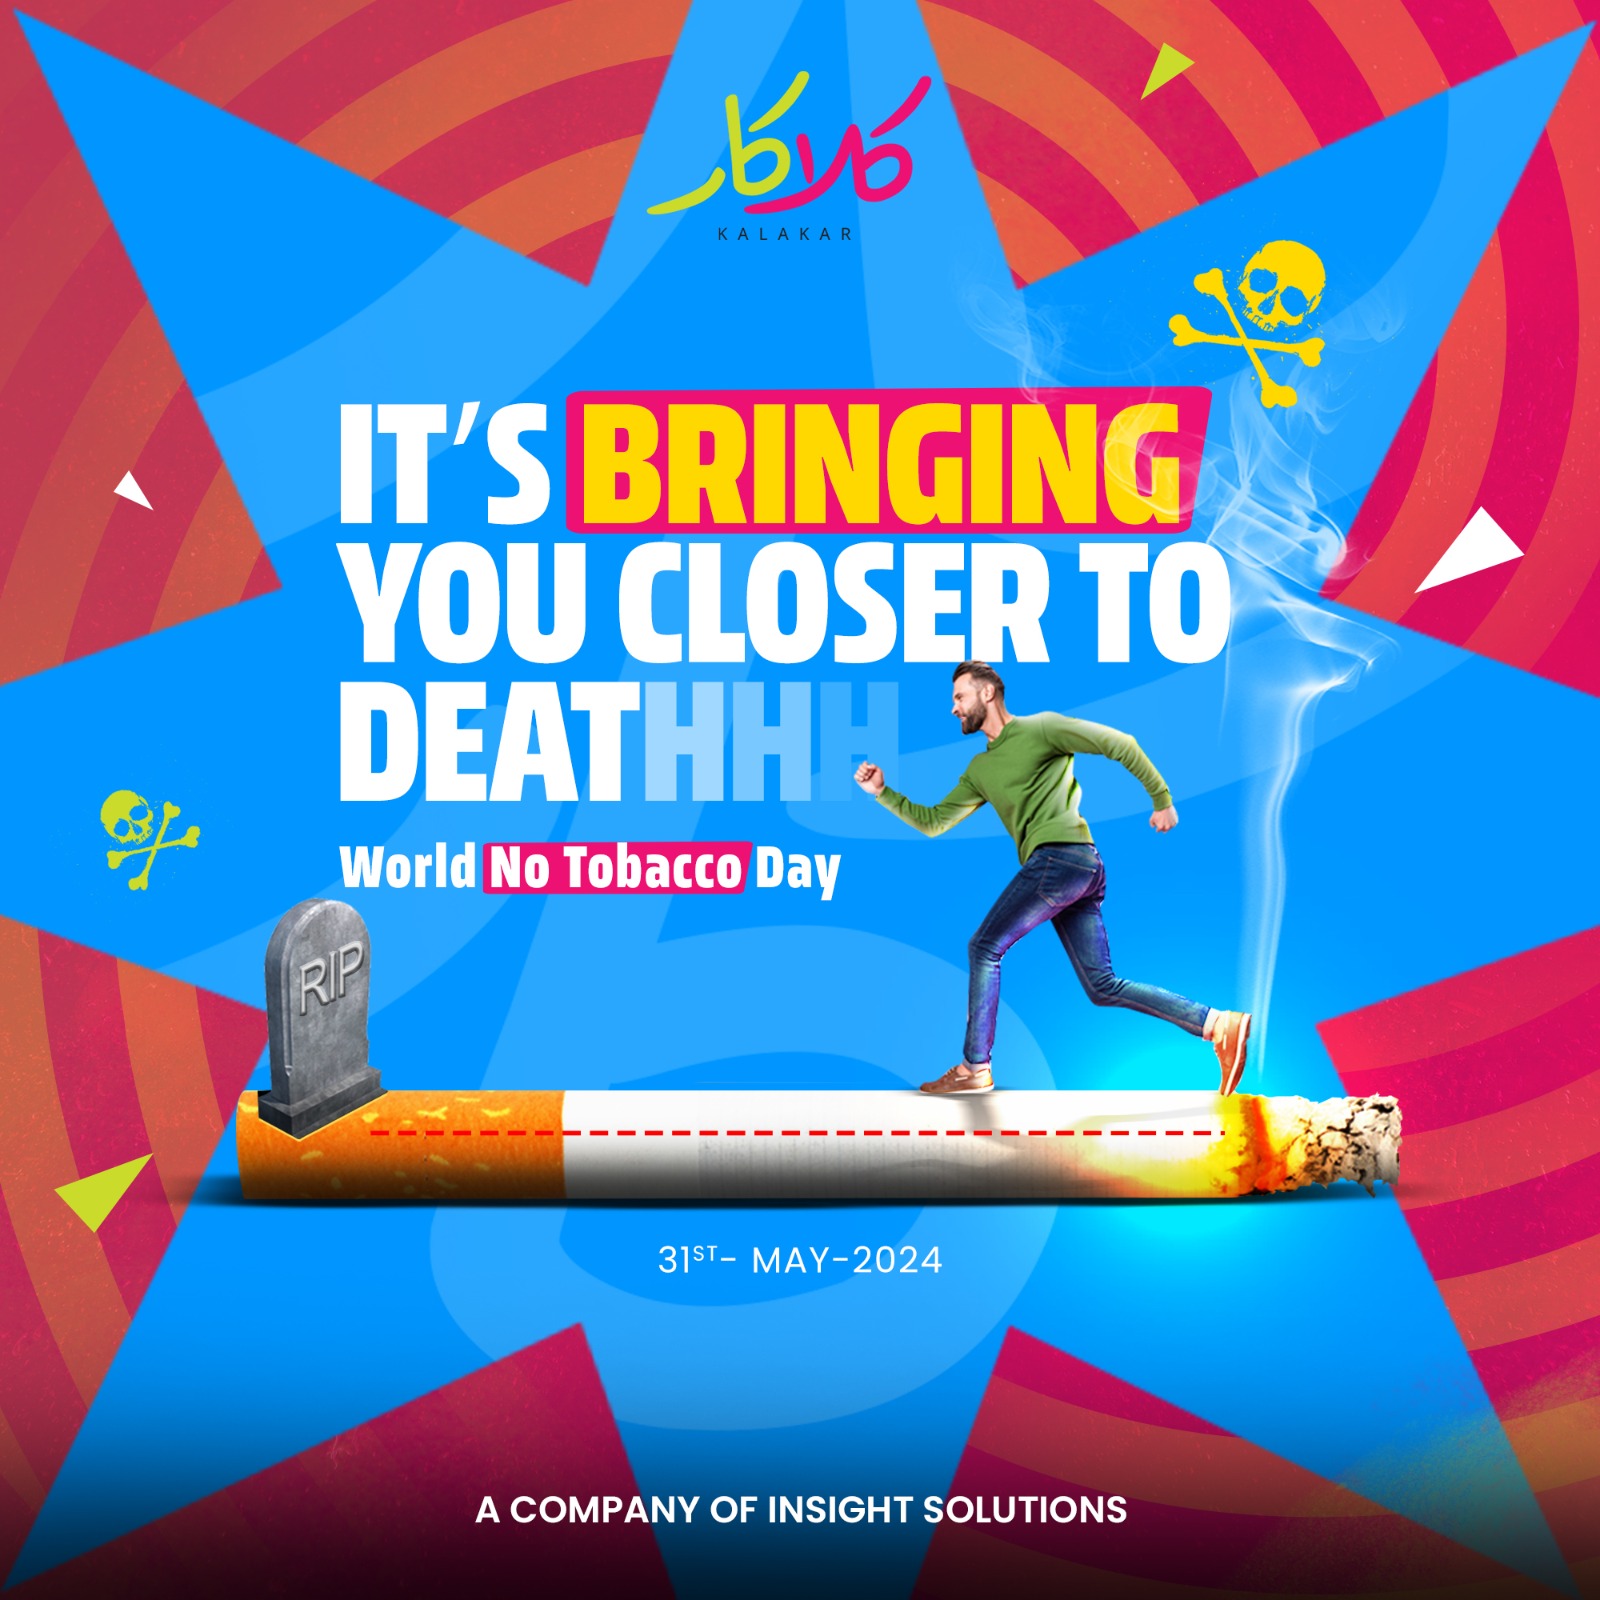 کلاکار
KALAKAR
IT'S BRINGING
YOU CLOSER TO
DEATHHH
World No Tobacco Day
RIP
31ST- MAY-2024
A COMPANY OF INSIGHT SOLUTIONS